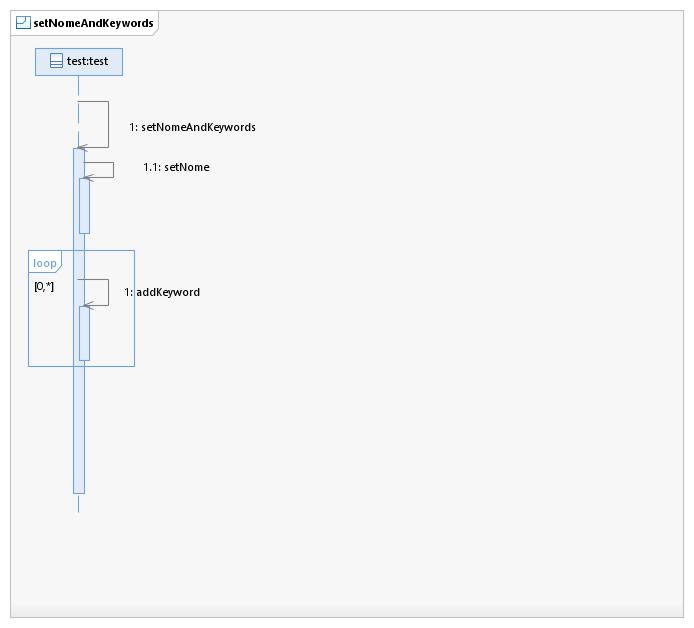 setNomeAndKeywords
test:test
1: setNomeAndKeywords
1.1: setNome
loop
[0,*]
1: addKeyword